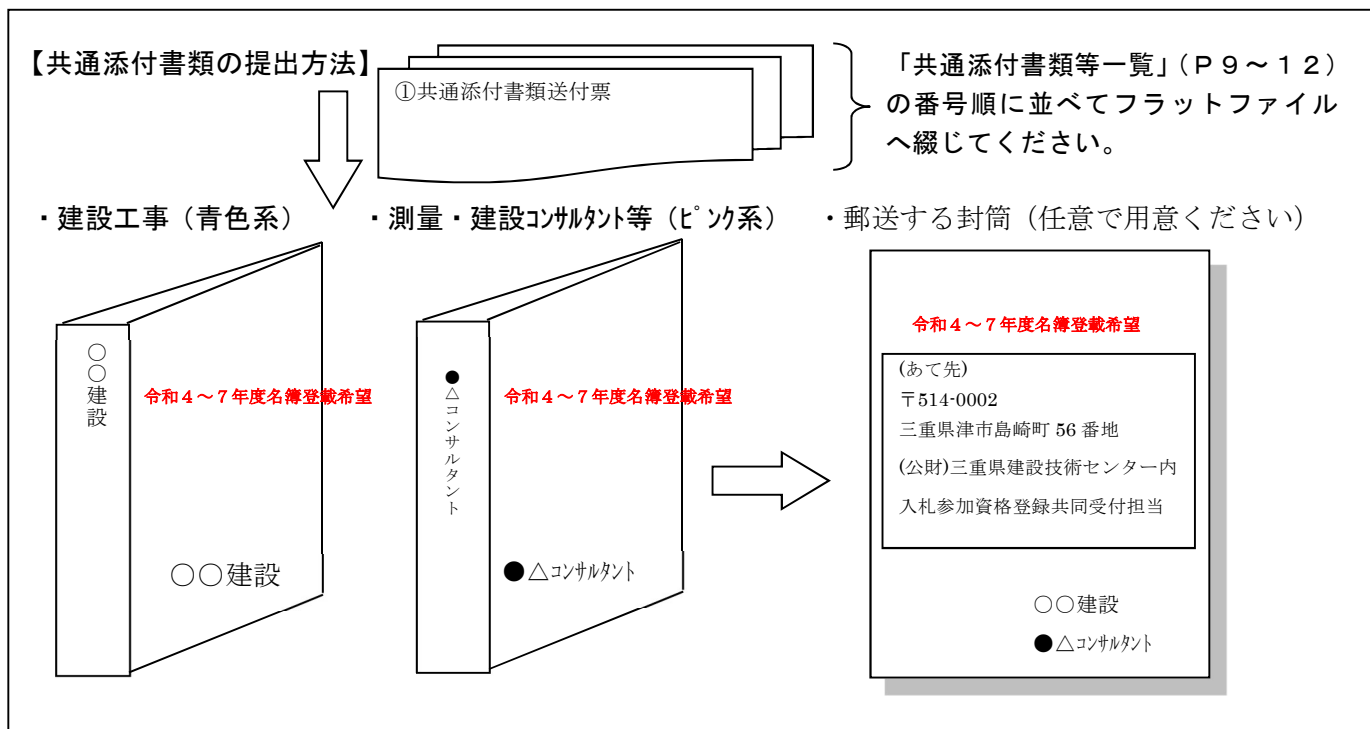 【共通添付書類の提出方法】
①共通添付書類送付票
「共通添付書類等一覧」（Ｐ９～１２）
の番号順に並べてフラットファイル
へ綴じてください。
・建設工事（青色系）
・測量・建設ｺﾝｻﾙﾀﾝﾄ等（ﾋﾟﾝｸ系）
・郵送する封筒（任意で用意ください）
〇〇建設
令和４～７年度名簿登載希望
〇〇建設
●△コンサルタント
令和４～７年度名簿登載希望
●△ｺﾝｻﾙﾀﾝﾄ
令和４～７年度名簿登載希望
(あて先)
〒514-0002
三重県津市島崎町 56 番地
(公財)三重県建設技術センター内
入札参加資格登録共同受付担当
〇〇建設
●△ｺﾝｻﾙﾀﾝﾄ